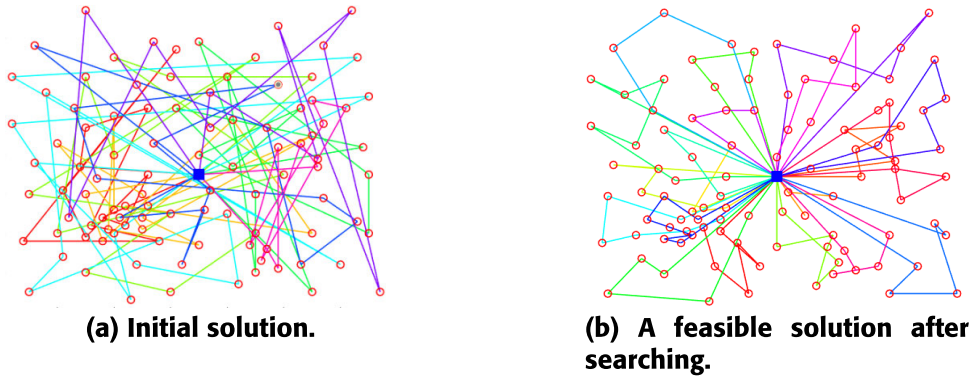 (a) Initial solution.
(b) A feasible solution after
searching.